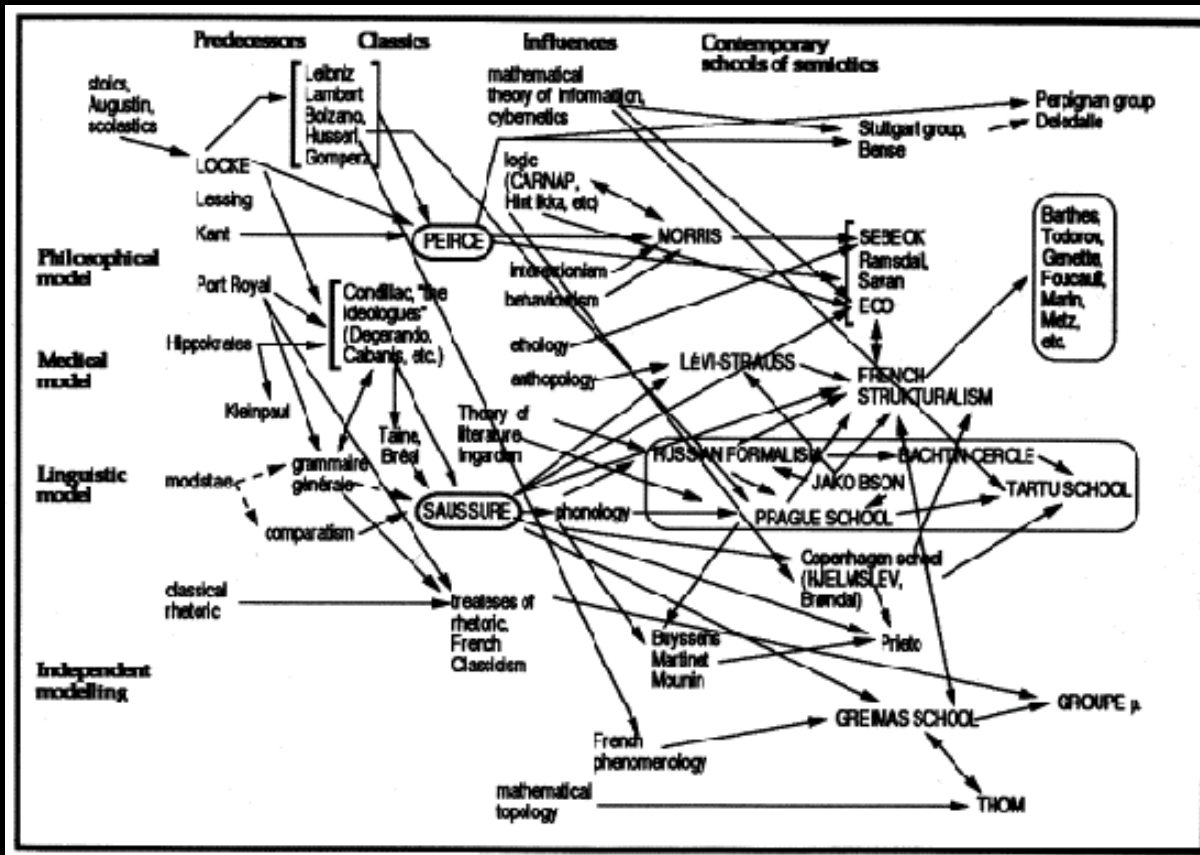 Predecessors
Classics
Influences
Contemporary
schools of semiotics
stoics,
Augustin,
scolastics
LOCKE
Lessing
Kant
Philosophical
model
Port Royal
Hippokrates
Medical
model
Kleinpaul
Linguistic
model
modistae
grammaire
générale
comparatism
classical
rhetoric
Independent
modelling
Leibniz
Lambert
Bolzano,
Husserl,
Gomperz
PEIRCE
Condillac, "the
ideologues"
(Degerando,
Cabanis, etc.)
Taine,
Bréal
SAUSSURE
treateses of
rhetoric,
French
Classicism
mathematical
theory of information,
cybernetics
logic
(CARNAP,
Hintikka, etc)
MORRIS
interactionism
behaviourism
ethology
anthopology
LÉVI-STRAUSS
Theory of
literature
Ingarden
phonology
RUSSIAN FORMALISM
BACHTIN CERCLE
JAKOBSON
TARTU SCHOOL
PRAGUE SCHOOL
Copenhagen school
(HJELMSLEV,
Brøndal)
Buyssens
Martinet
Mounin
Prieto
French
phenomenology
mathematical
topology
GREIMAS SCHOOL
GROUPE µ
THOM
Stuttgart group,
Bense
Perpignan group
Deledalle
SEBECK
Ramsdal,
Savan
ECO
FRENCH
STRUKTURALISM
Barthes,
Todorov,
Genette,
Foucault,
Marin,
Metz,
etc.